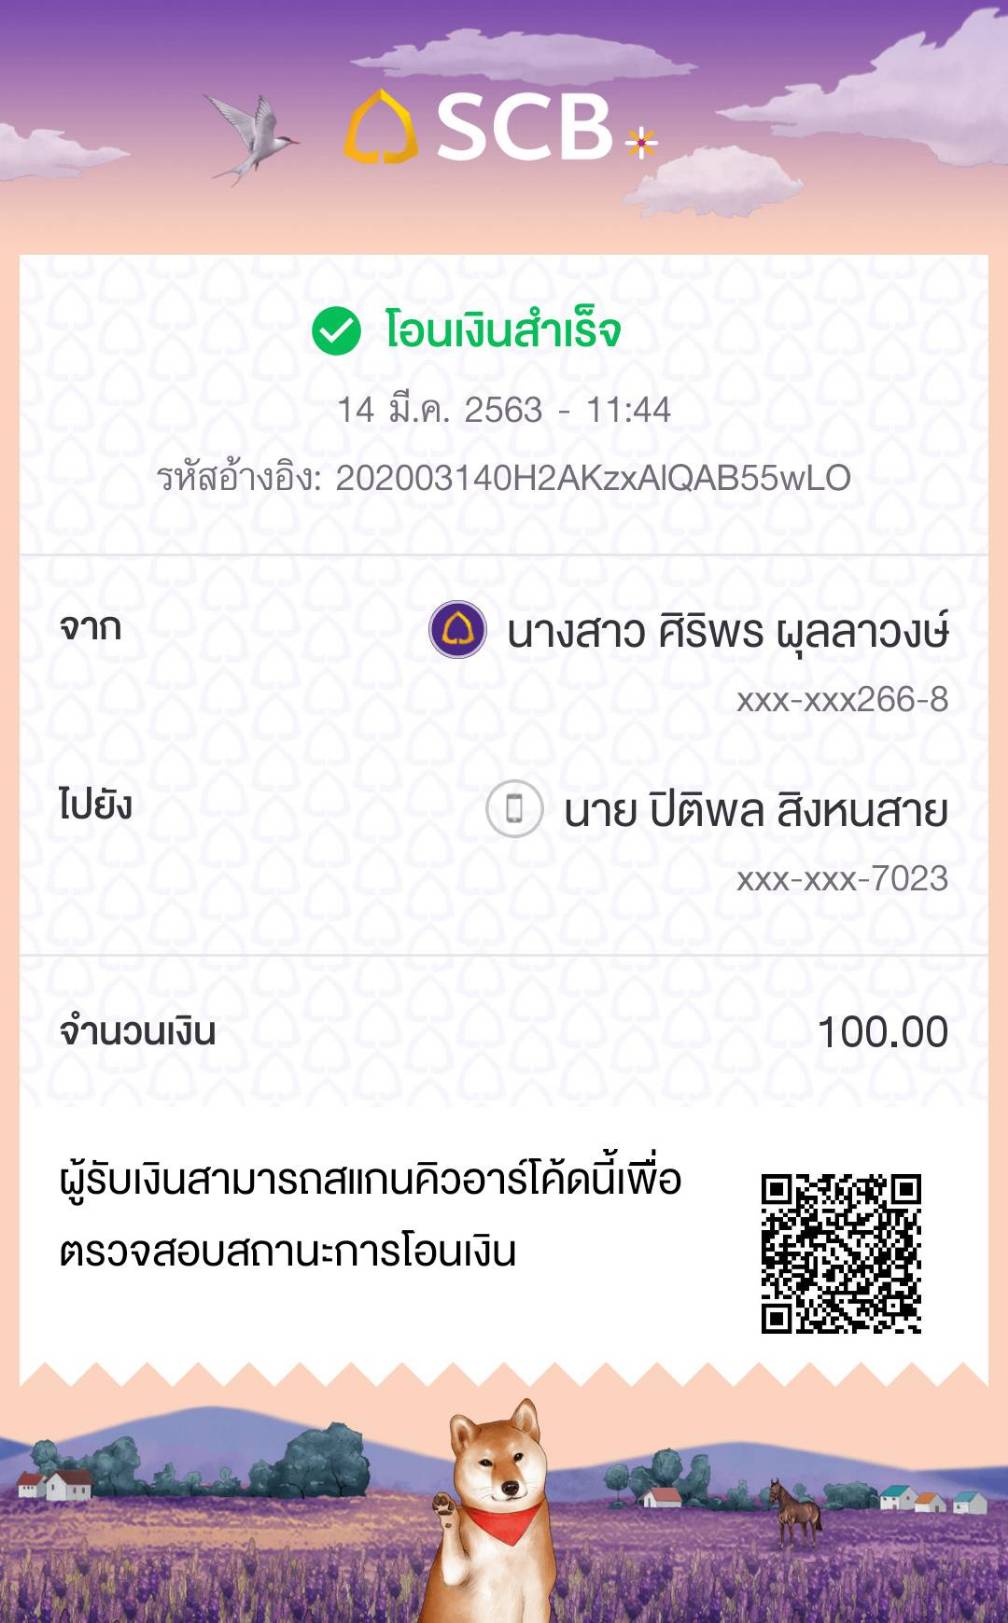 SCB
โอนเงินสำเร็จ
14 มี.ค. 2563 - 11:44
รหัสอ้างอิง: 202003140H2AKzxAlQAB55wLO
จาก
นางสาว ศิริพร ผุลลาวงษ์
xxx-xxx266-8
ไปยัง
นาย ปิติพล สิงหนสาย
xxx-xxx-7023
จำนวนเงิน
100.00
ผู้รับเงินสามารถสแกนคิวอาร์โค้ดนี้เพื่อ
ตรวจสอบสถานะการโอนเงิน